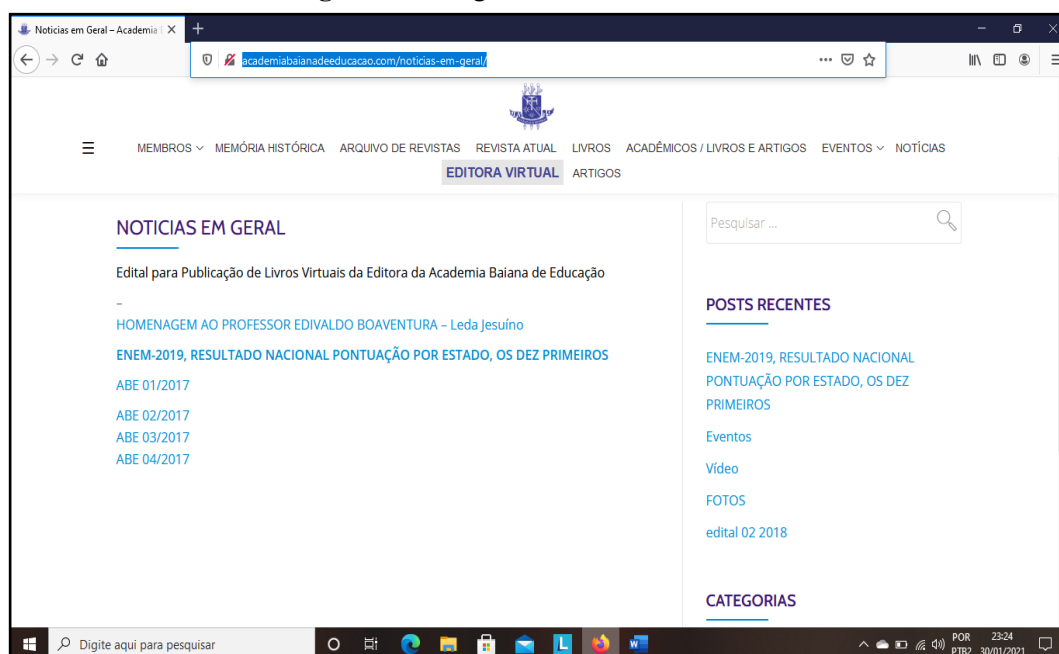 Noticias em Geral – Academia
academiabaianadeeducacao.com/noticias-em-geral/
MEMBROS MEMÓRIA HISTÓRICA ARQUIVO DE REVISTAS REVISTA ATUAL LIVROS ACADÊMICOS / LIVROS E ARTIGOS EVENTOS NOTÍCIAS
EDITORA VIRTUAL ARTIGOS
NOTICIAS EM GERAL
Edital para Publicação de Livros Virtuais da Editora da Academia Baiana de Educação
–
HOMENAGEM AO PROFESSOR EDIVALDO BOAVENTURA – Leda Jesuíno
ENEM-2019, RESULTADO NACIONAL PONTUAÇÃO POR ESTADO, OS DEZ PRIMEIROS
ABE 01/2017
ABE 02/2017
ABE 03/2017
ABE 04/2017
Pesquisar ...
POSTS RECENTES
ENEM-2019, RESULTADO NACIONAL
PONTUAÇÃO POR ESTADO, OS DEZ
PRIMEIROS
Eventos
Vídeo
FOTOS
edital 02 2018
CATEGORIAS
Digite aqui para pesquisar
L
W
POR 23:24
PTB2 30/01/2021